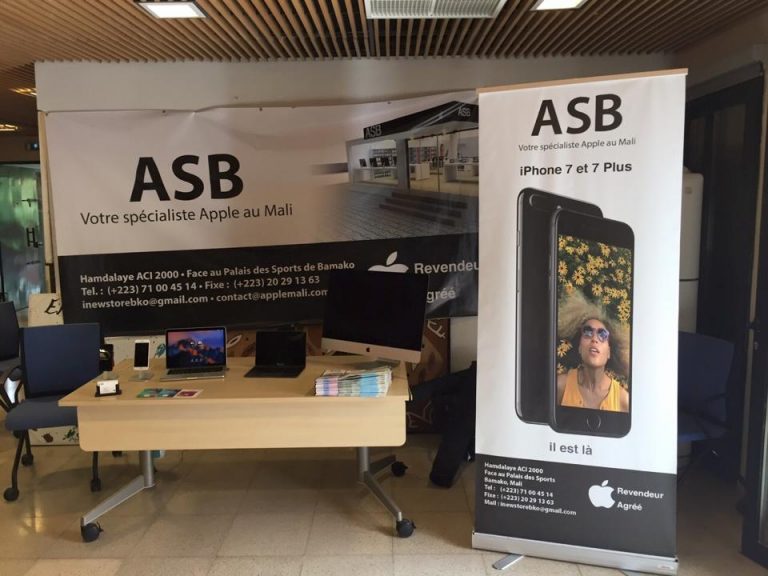 ASB
Votre spécialiste Apple au Mali
Hamdalaye ACI 2000 • Face au Palais des Sports de Bamako
Tel. : (+223) 71 00 45 14 • Fixe : (+223) 20 29 13 63
inewstorebko@gmail.com • contact@applemali.com
Revendeur
Agréé
ASB
ASB
ASB
Votre spécialiste Apple au Mali
iPhone 7 et 7 Plus
il est là
Hamdalaye ACI 2000
Face au Palais des Sports
Bamako, Mali
Tel : (+223) 71 00 45 14
Fixe : (+223) 20 29 13 63
Mail : inewstorebko@gmail.com
Revendeur
Agréé